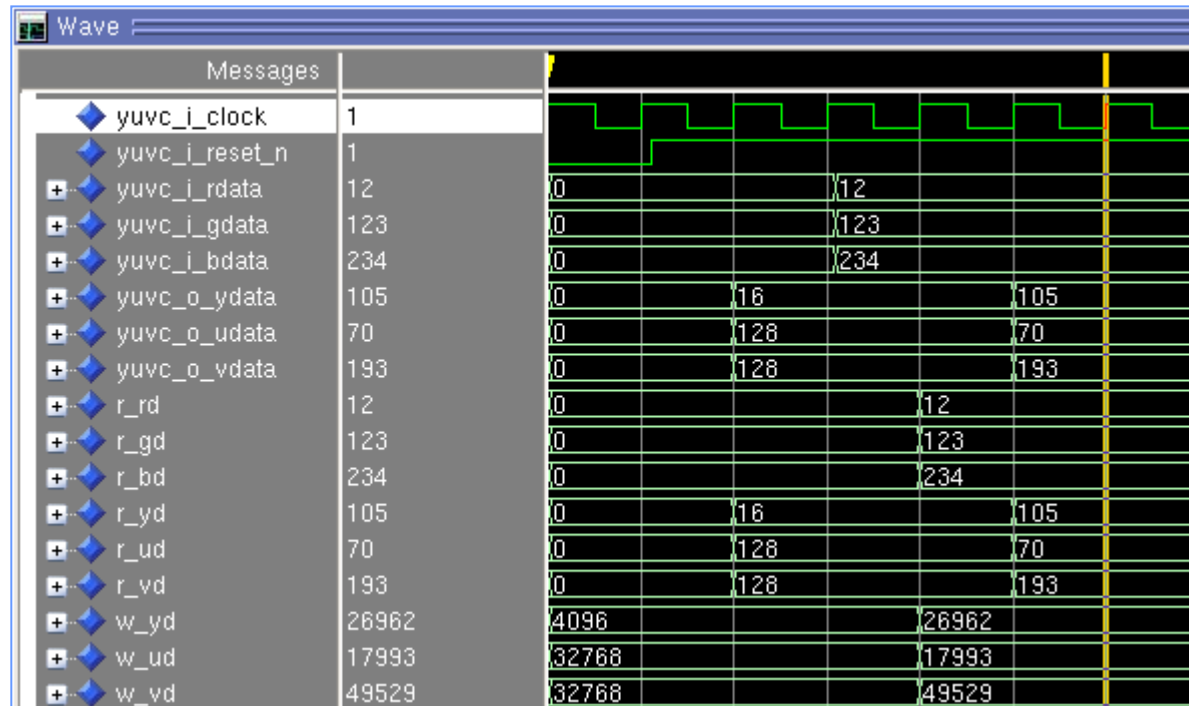 Wave
Messages
yuvc_i_clock 1
yuvc_i_reset_n 1
yuvc_i_rdata 12 0 12
yuvc_i_gdata 123 0 123
yuvc_i_bdata 234 0 234
yuvc_o_ydata 105 0 16 105
yuvc_o_udata 70 0 128 70
yuvc_o_vdata 193 0 128 193
r_rd 12 0 12
r_gd 123 0 123
r_bd 234 0 234
r_yd 105 0 16 105
r_ud 70 0 128 70
r_vd 193 0 128 193
w_yd 26962 4096 26962
w_ud 17993 32768 17993
w_vd 49529 32768 49529